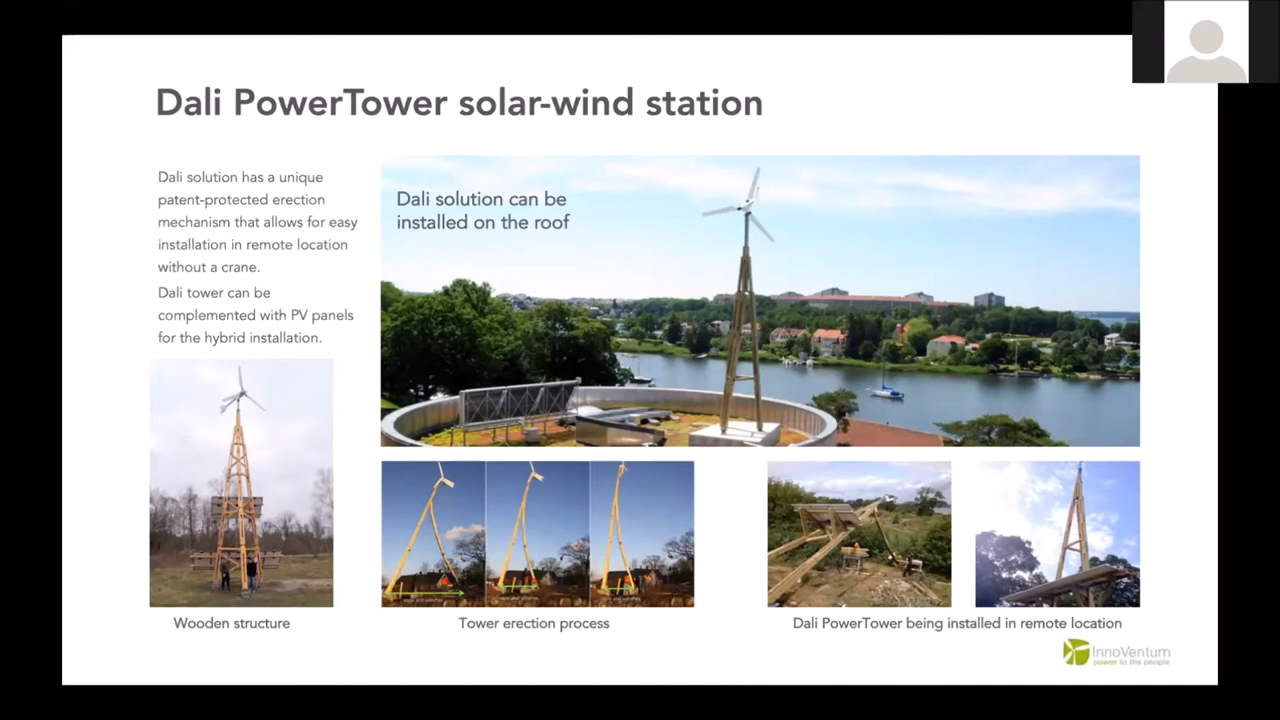 Dali PowerTower solar-wind station
Dali solution has a unique
patent-protected erection
mechanism that allows for easy
installation in remote location
without a crane.
Dali tower can be
complemented with PV panels
for the hybrid installation.
Dali solution can be
installed on the roof
Wooden structure
Tower erection process
Dali PowerTower being installed in remote location
InnoVentum
power to the people